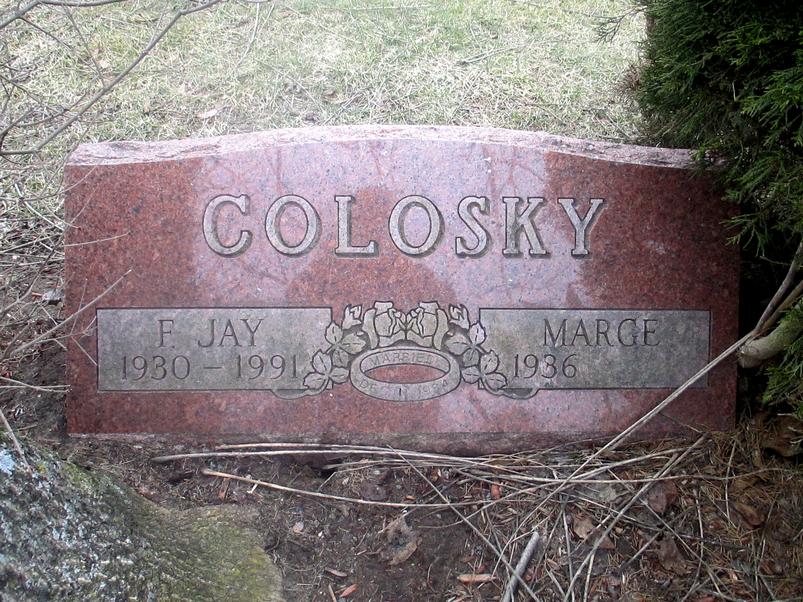 COLOSKY
F. JAY
1930 – 1991
MARRIED
MARGE
1936